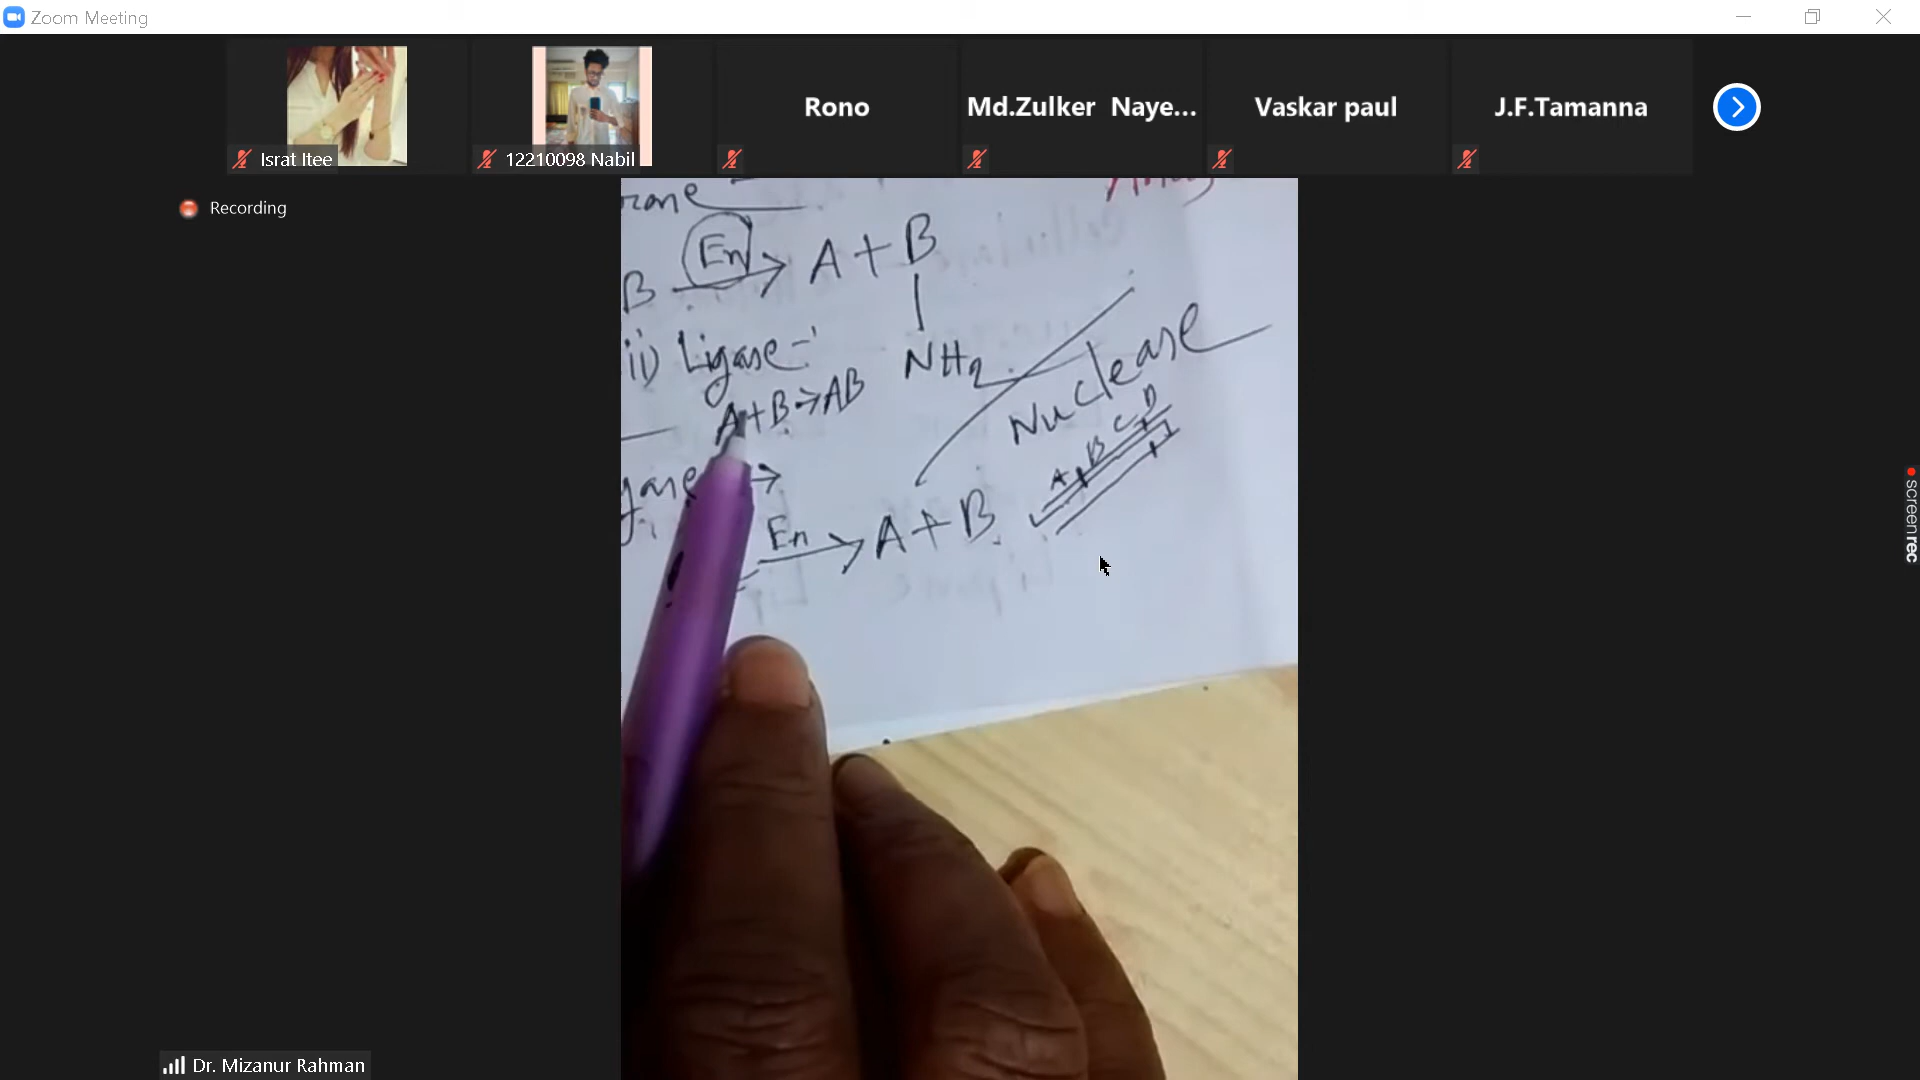 Zoom Meeting
Israt Itee
12210098 Nabil
Rono
Md.Zulker Naye...
Vaskar paul
J.F.Tamanna
Recording
B En → A + B
NH2
ii) Ligase -
A+B → AB
Nuclease
A B C D
→
En → A + B
screenrec
Dr. Mizanur Rahman